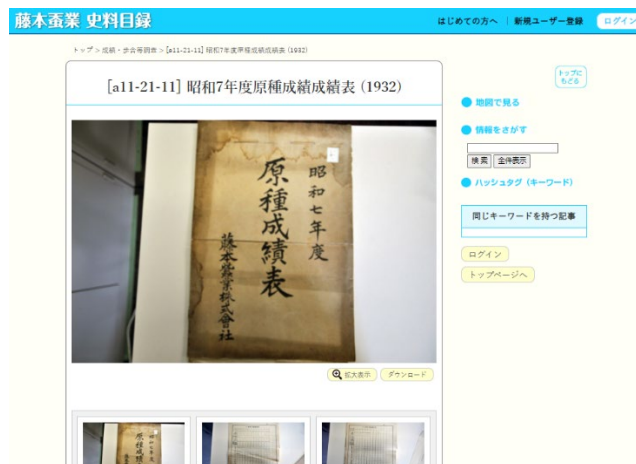 藤本蚕業 史料目録
はじめての方へ | 新規ユーザー登録 ログイン
トップ > 成績・歩合等調表 > [a11-21-11] 昭和7年度原種成績成績表 (1932)
[a11-21-11] 昭和7年度原種成績成績表 (1932)
昭和七年度
原種成績表
藤本蠶業株式會社
拡大表示 ダウンロード
トップに
もどる
地図で見る
情報をさがす
検索 全件表示
ハッシュタグ (キーワード)
同じキーワードを持つ記事
ログイン
トップページへ